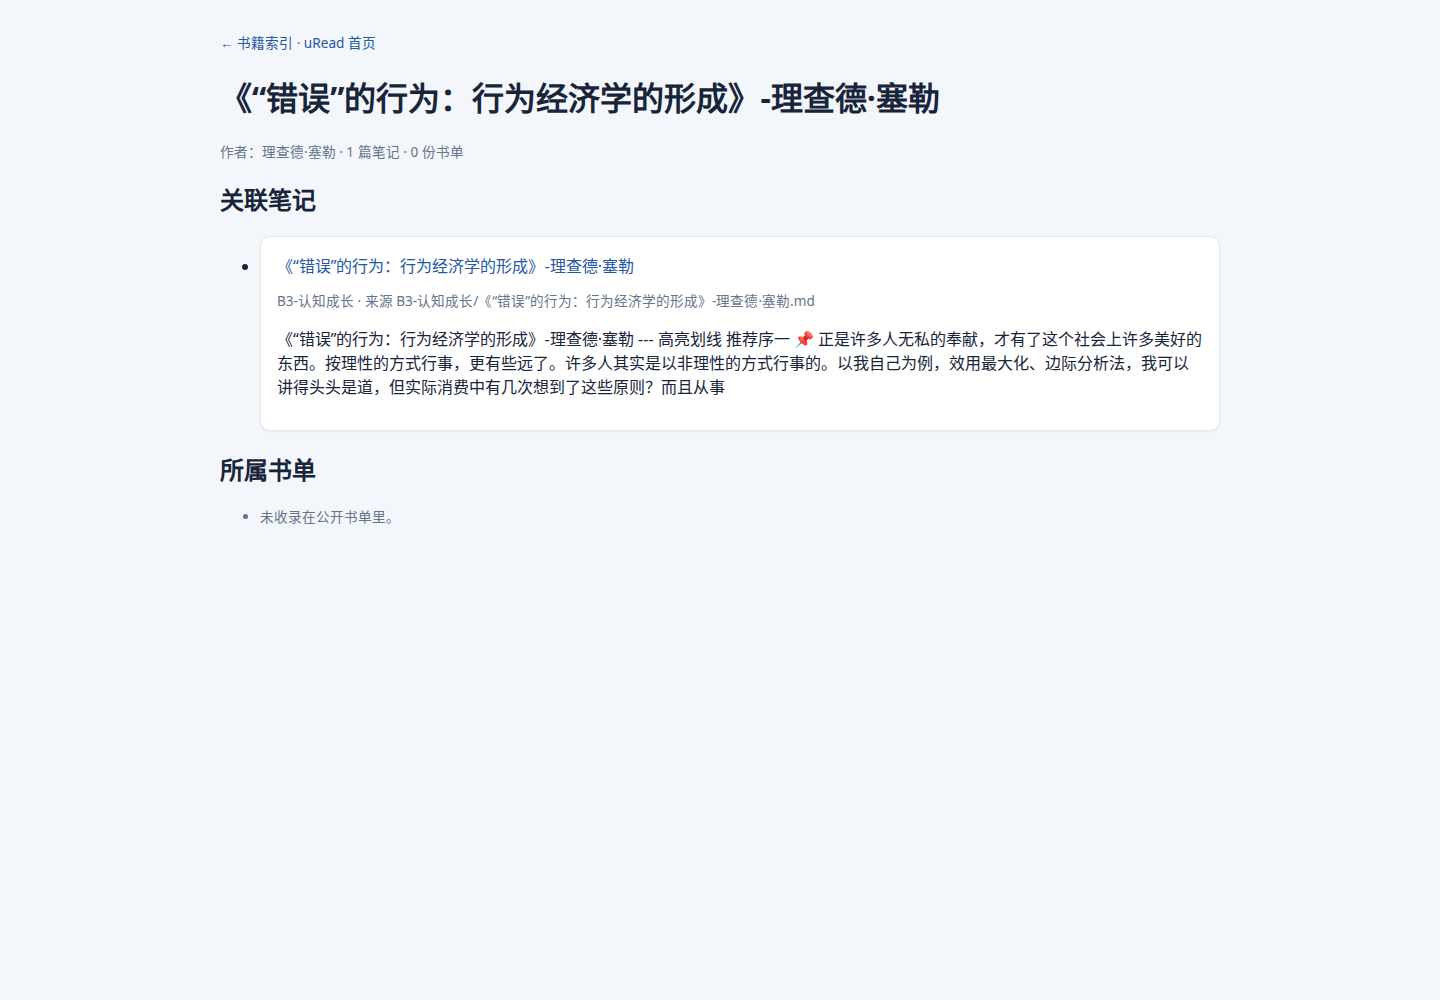 ← 书籍索引 · uRead 首页
《“错误”的行为：行为经济学的形成》-理查德·塞勒
作者：理查德·塞勒 · 1 篇笔记 · 0 份书单
关联笔记
《“错误”的行为：行为经济学的形成》-理查德·塞勒
B3-认知成长 · 来源 B3-认知成长/《“错误”的行为：行为经济学的形成》-理查德·塞勒.md
《“错误”的行为：行为经济学的形成》-理查德·塞勒 --- 高亮划线 推荐序一 📌 正是许多人无私的奉献，才有了这个社会上许多美好的
东西。按理性的方式行事，更有些远了。许多人其实是以非理性的方式行事的。以我自己为例，效用最大化、边际分析法，我可以
讲得头头是道，但实际消费中有几次想到了这些原则？而且从事
所属书单
未收录在公开书单里。